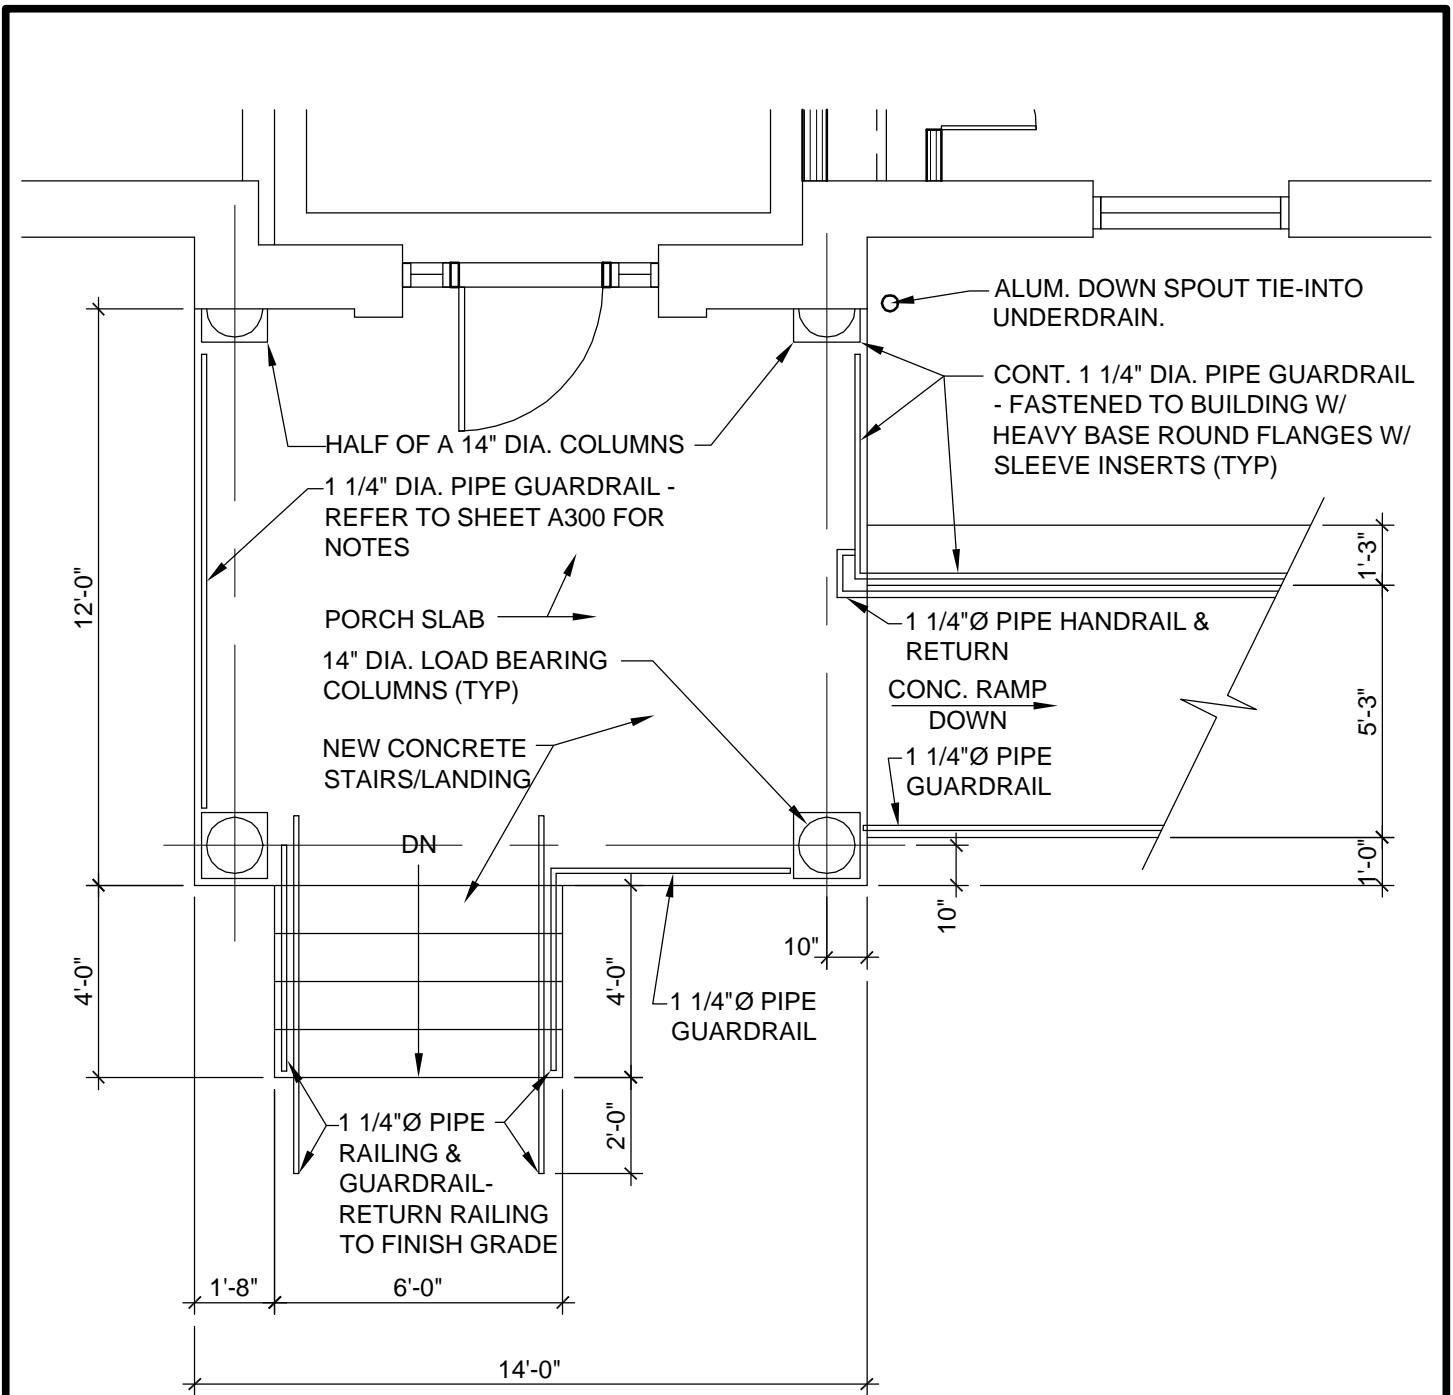 ALUM. DOWN SPOUT TIE-INTO
UNDERDRAIN.
CONT. 1 1/4" DIA. PIPE GUARDRAIL
- FASTENED TO BUILDING W/
HEAVY BASE ROUND FLANGES W/
SLEEVE INSERTS (TYP)
HALF OF A 14" DIA. COLUMNS
1 1/4" DIA. PIPE GUARDRAIL -
REFER TO SHEET A300 FOR
NOTES
12'-0"
1'-3"
PORCH SLAB
1 1/4"Ø PIPE HANDRAIL &
RETURN
14" DIA. LOAD BEARING
COLUMNS (TYP)
CONC. RAMP
DOWN
5'-3"
NEW CONCRETE
STAIRS/LANDING
1 1/4"Ø PIPE
GUARDRAIL
DN
1'-0"
10"
10"
4'-0"
4'-0"
1 1/4"Ø PIPE
GUARDRAIL
2'-0"
1 1/4"Ø PIPE
RAILING &
GUARDRAIL-
RETURN RAILING
TO FINISH GRADE
1'-8"
6'-0"
14'-0"